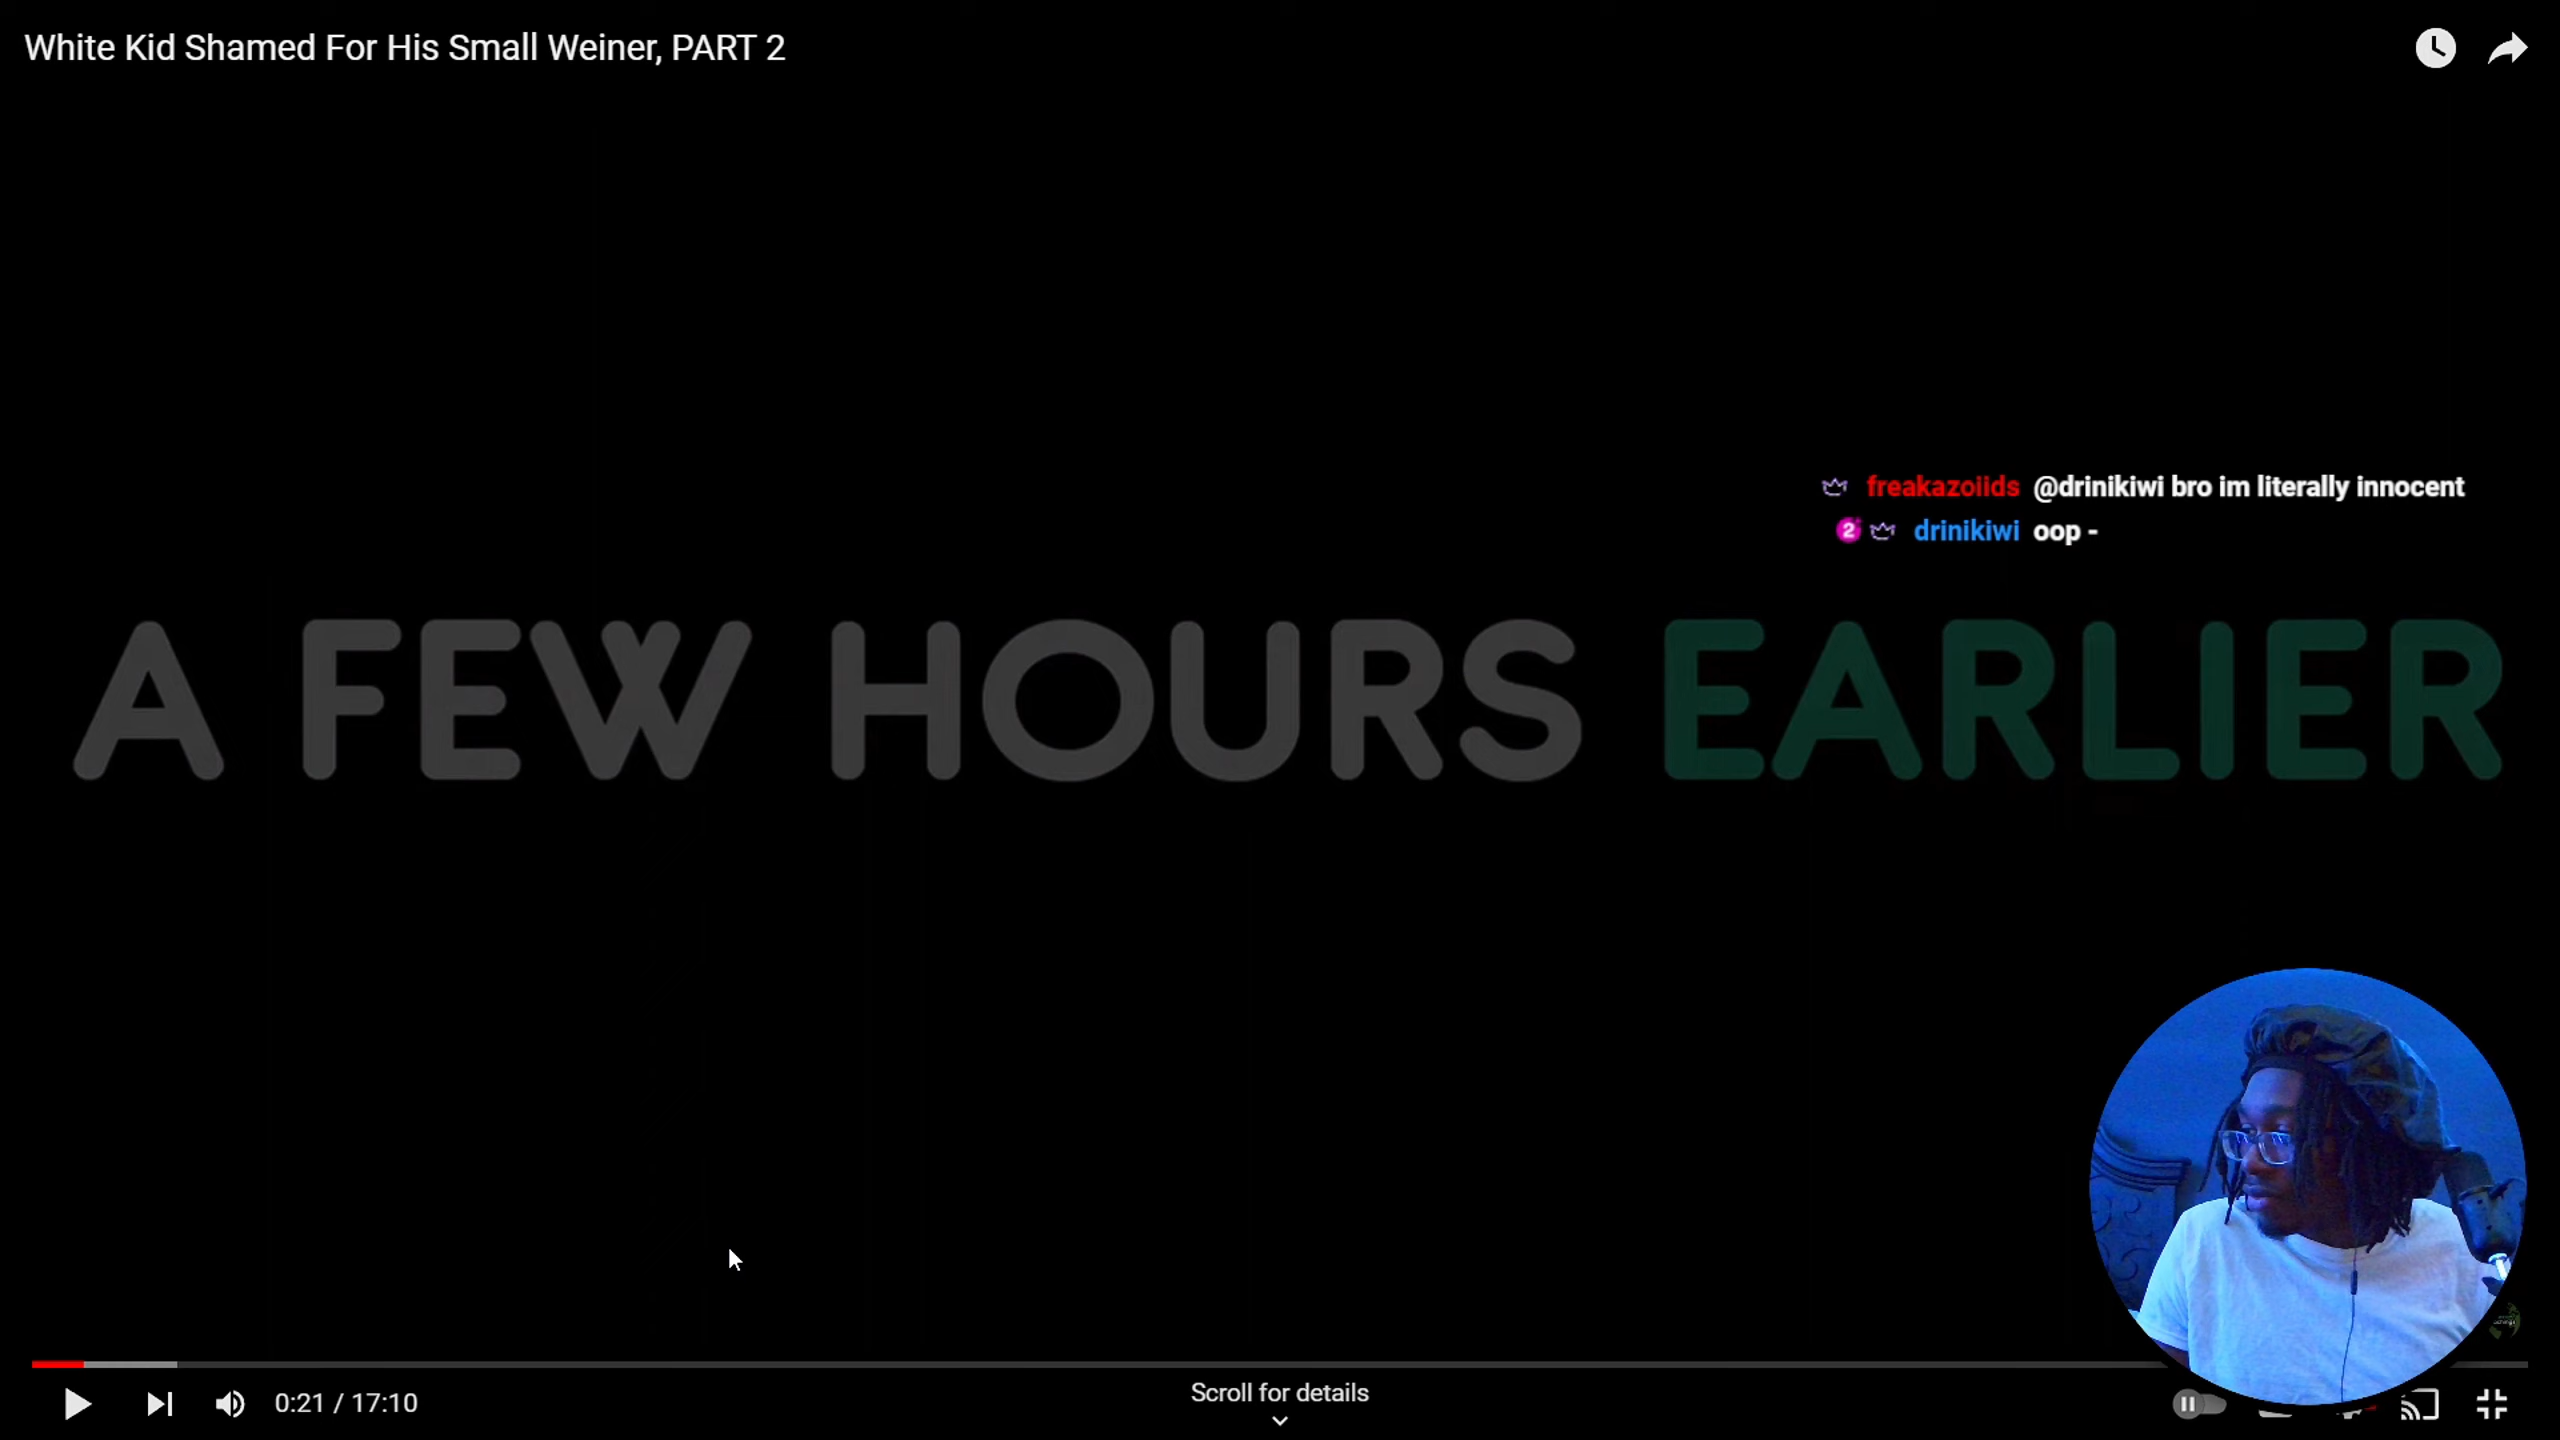 White Kid Shamed For His Small Weiner, PART 2
freakazoiids @drinikiwi bro im literally innocent
2 drinikiwi oop -
A FEW HOURS EARLIER
Scroll for details
0:21 / 17:10